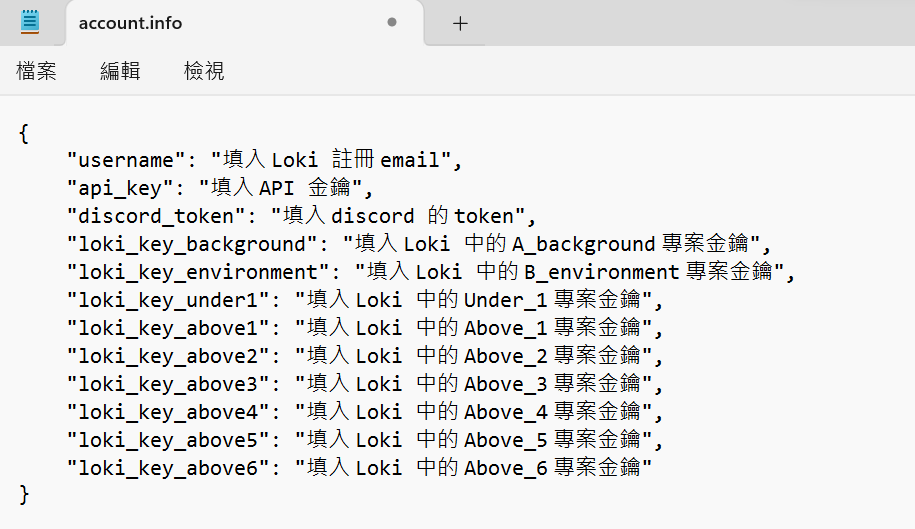 account.info
檔案 編輯 檢視
{
"username": "填入 Loki 註冊 email",
"api_key": "填入 API 金鑰",
"discord_token": "填入 discord 的 token",
"loki_key_background": "填入 Loki 中的 A_background 專案金鑰",
"loki_key_environment": "填入 Loki 中的 B_environment 專案金鑰",
"loki_key_under1": "填入 Loki 中的 Under_1 專案金鑰",
"loki_key_above1": "填入 Loki 中的 Above_1 專案金鑰",
"loki_key_above2": "填入 Loki 中的 Above_2 專案金鑰",
"loki_key_above3": "填入 Loki 中的 Above_3 專案金鑰",
"loki_key_above4": "填入 Loki 中的 Above_4 專案金鑰",
"loki_key_above5": "填入 Loki 中的 Above_5 專案金鑰",
"loki_key_above6": "填入 Loki 中的 Above_6 專案金鑰"
}